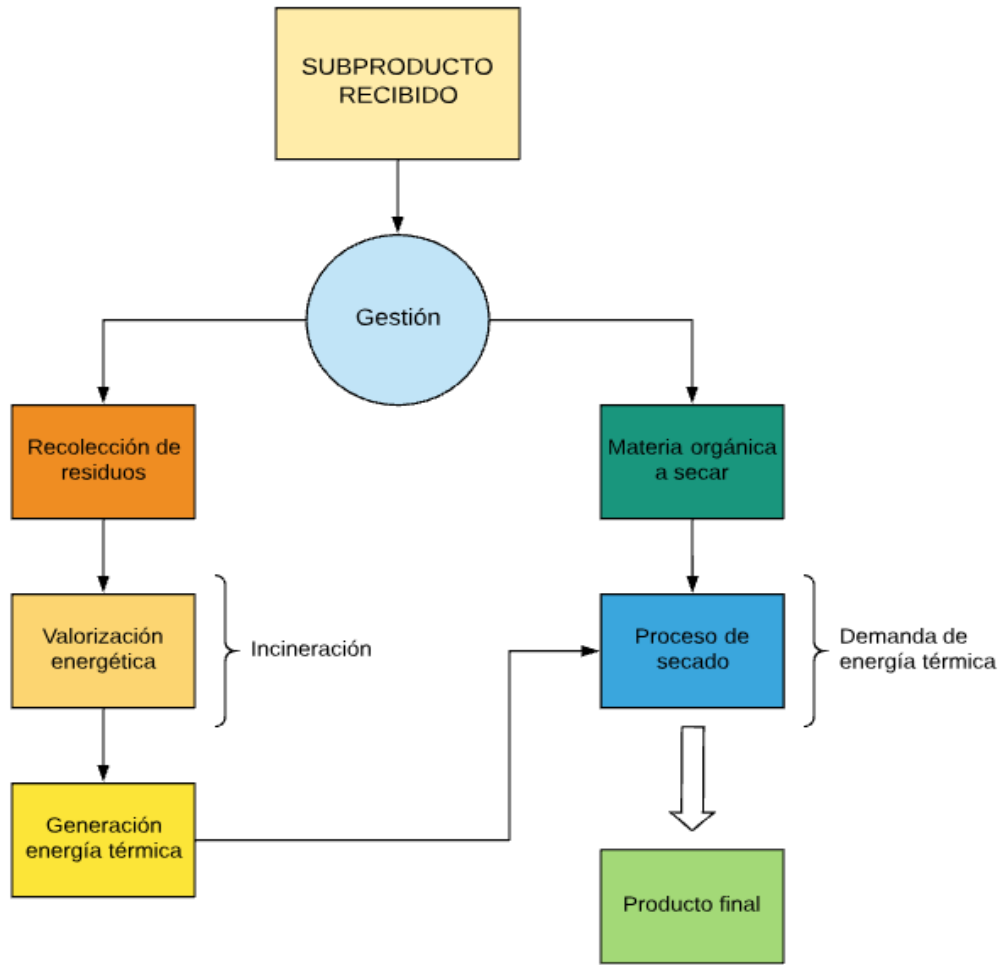 SUBPRODUCTO
RECIBIDO
Gestión
Recolección de
residuos
Materia orgánica
a secar
Valorización
energética
Incineración
Proceso de
secado
Demanda de
energía térmica
Generación
energía térmica
Producto final